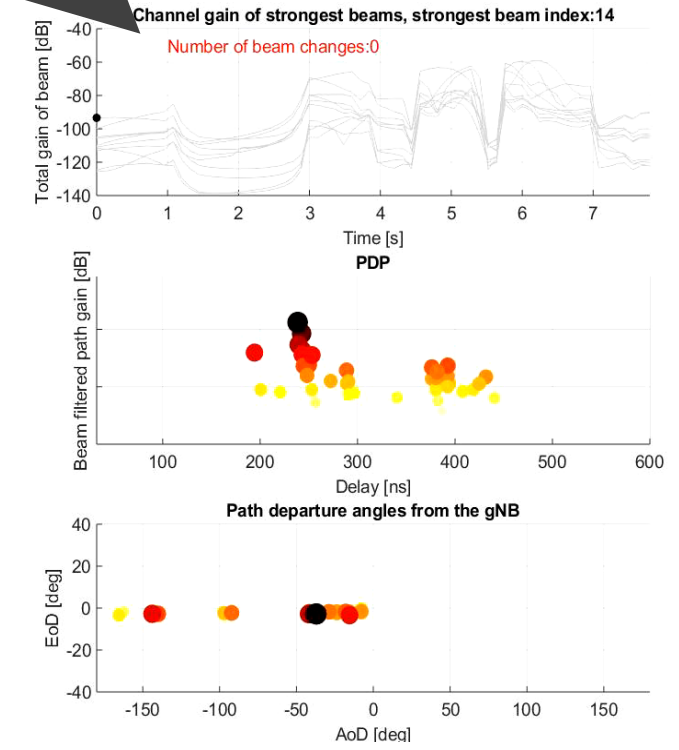 Channel gain of strongest beams, strongest beam index:14
Number of beam changes:0
Total gain of beam [dB]
-40
-60
-80
-100
-120
-140
0 1 2 3 4 5 6 7
Time [s]
PDP
Beam filtered path gain [dB]
100 200 300 400 500 600
Delay [ns]
Path departure angles from the gNB
EoD [deg]
40
20
0
-20
-40
-150 -100 -50 0 50 100 150
AoD [deg]